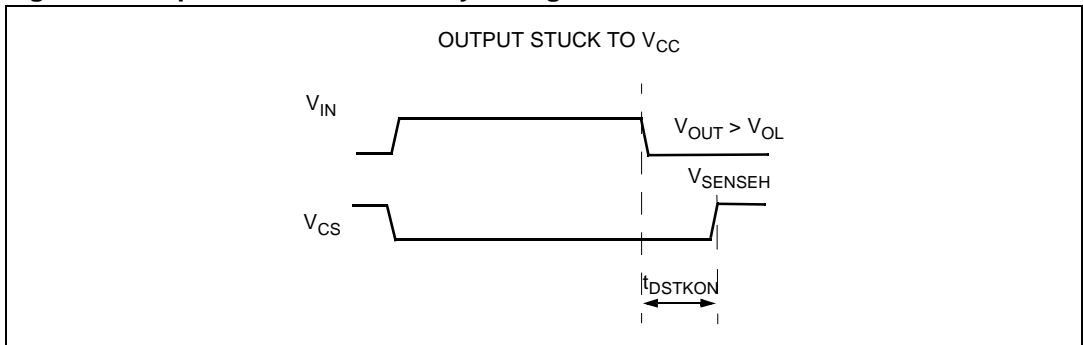 OUTPUT STUCK TO VCC
VIN
VOUT > VOL
VSENSEH
VCS
tDSTKON